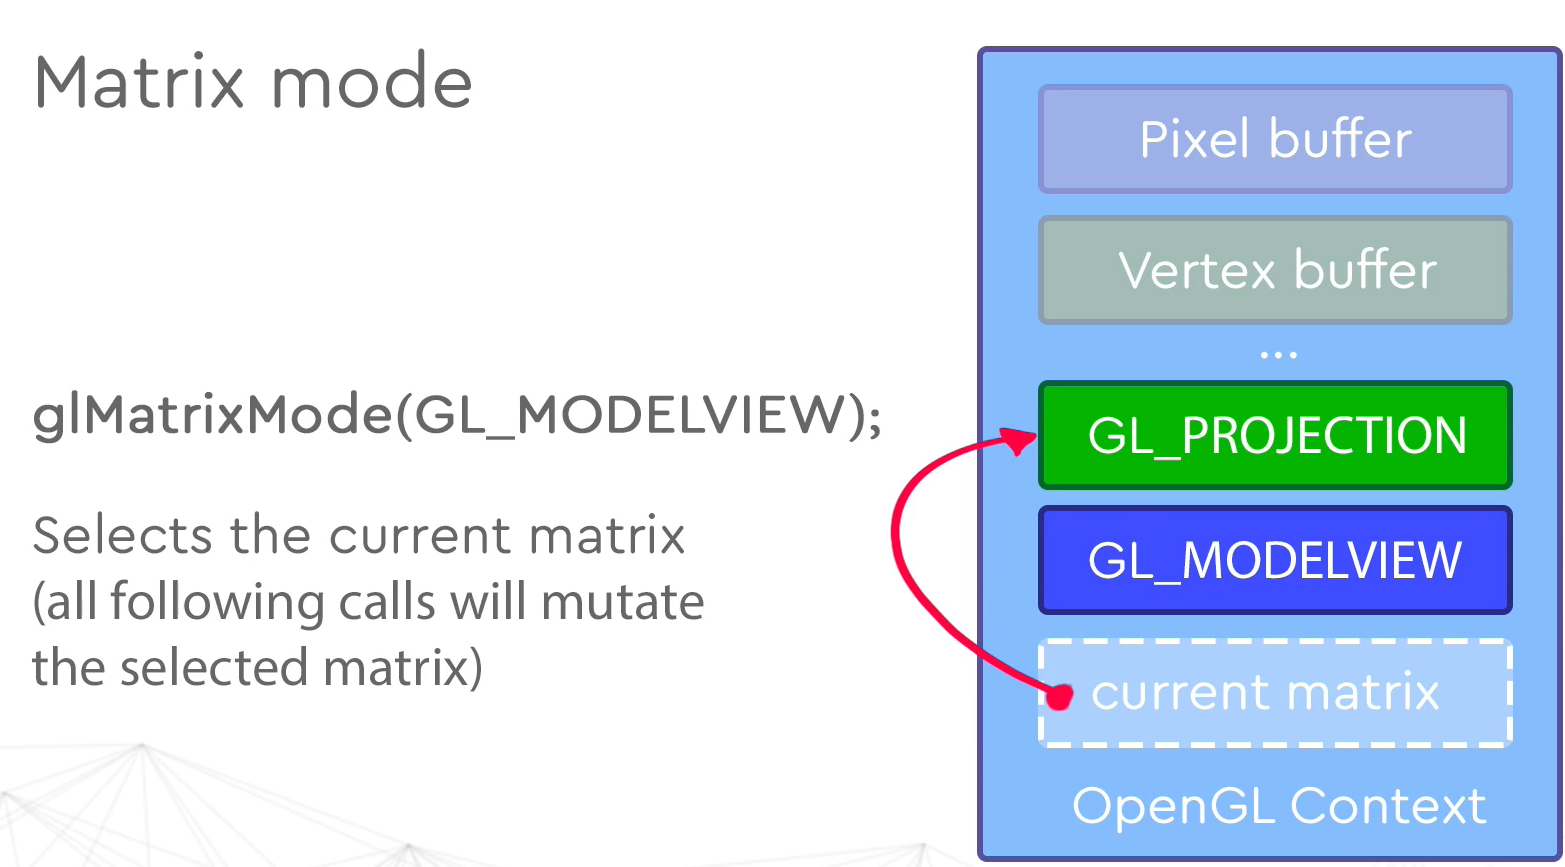 Matrix mode
glMatrixMode(GL_MODELVIEW);
Selects the current matrix
(all following calls will mutate
the selected matrix)
Pixel buffer
Vertex buffer
...
GL_PROJECTION
GL_MODELVIEW
current matrix
OpenGL Context